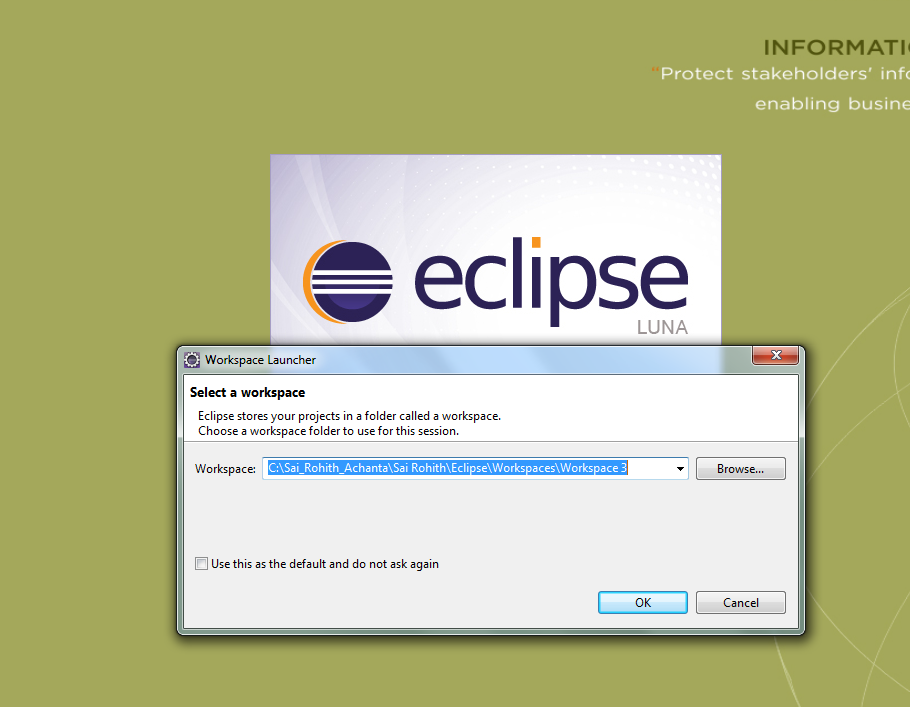 INFORMATI
"Protect stakeholders' info
enabling busine
eclipse
LUNA
Workspace Launcher
Select a workspace
Eclipse stores your projects in a folder called a workspace.
Choose a workspace folder to use for this session.
Workspace: C:\Sai_Rohith_Achanta\Sai Rohith\Eclipse\Workspaces\Workspace 3 Browse...
Use this as the default and do not ask again
OK Cancel